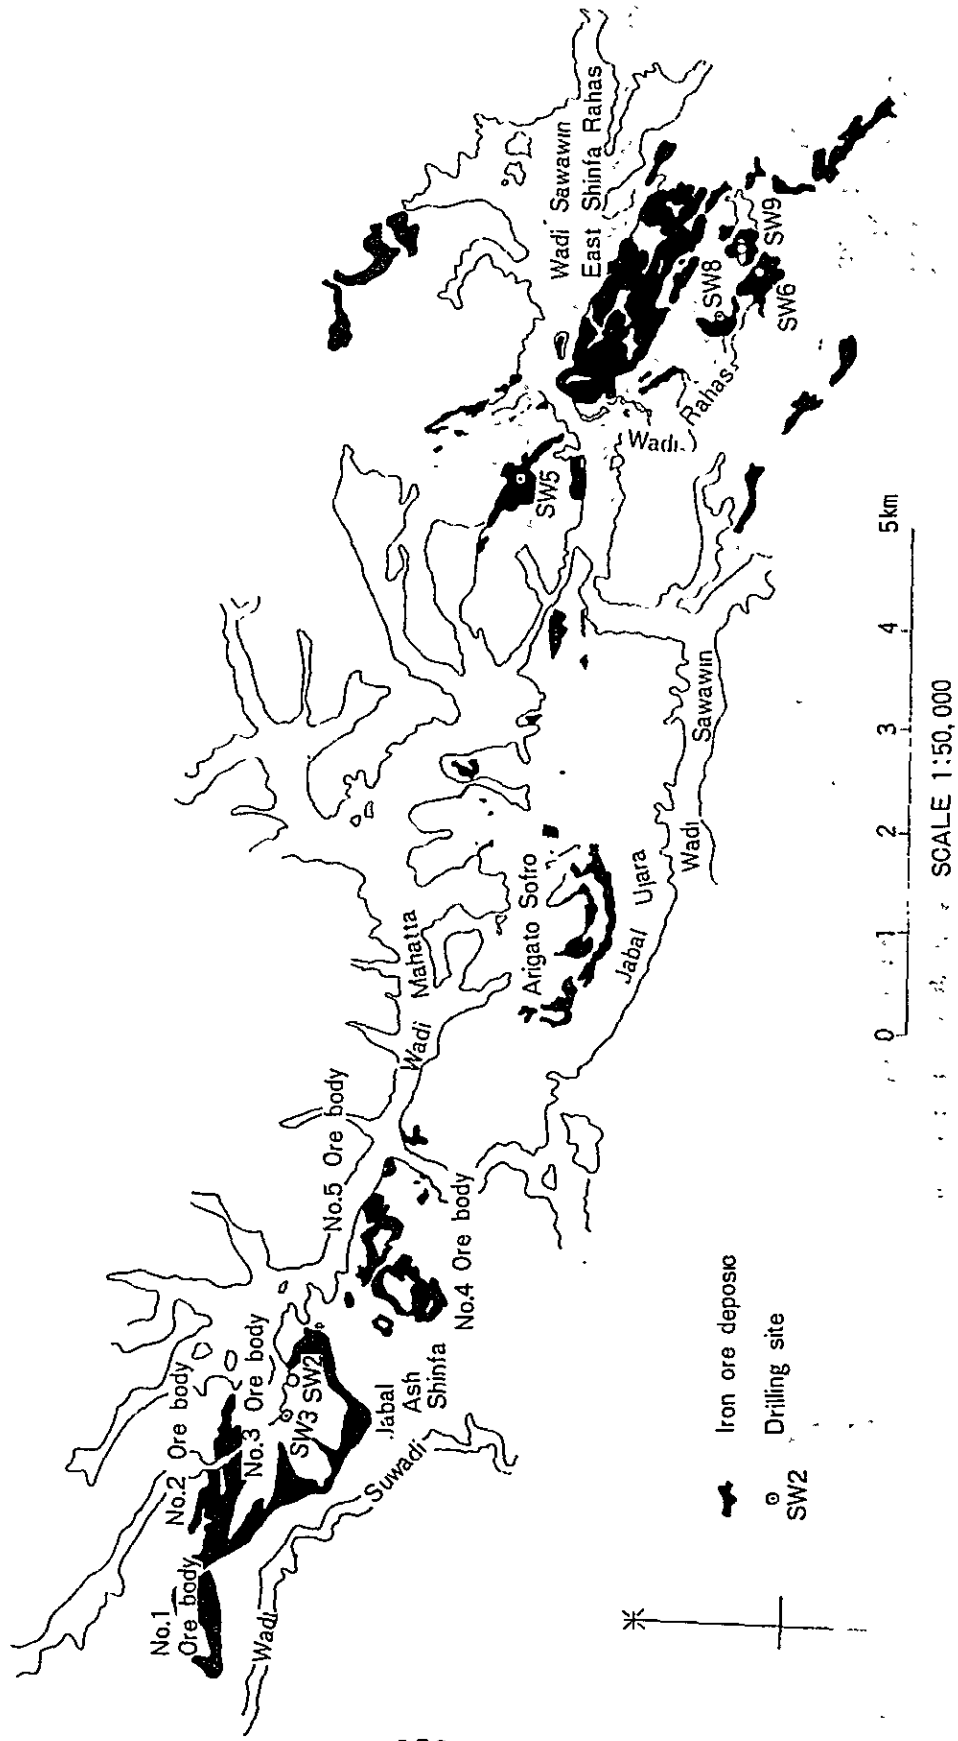 No.1
Ore body
No.2 Ore body
No.3 Ore body
SW3
SW2
Wadi
Suwadi
Jabal
Ash
Shinfa
No.4 Ore body
No.5 Ore body
Wadi Mahatta
Arigato Sofro
Jabal Ujara
Wadi Sawawin
SW5
Wadi Rahas
Wadi Sawawin
East Shinfa Rahas
SW8
SW6
SW9
Iron ore deposit
Drilling site
SW2
0 1 2 3 4 5km
SCALE 1:50,000